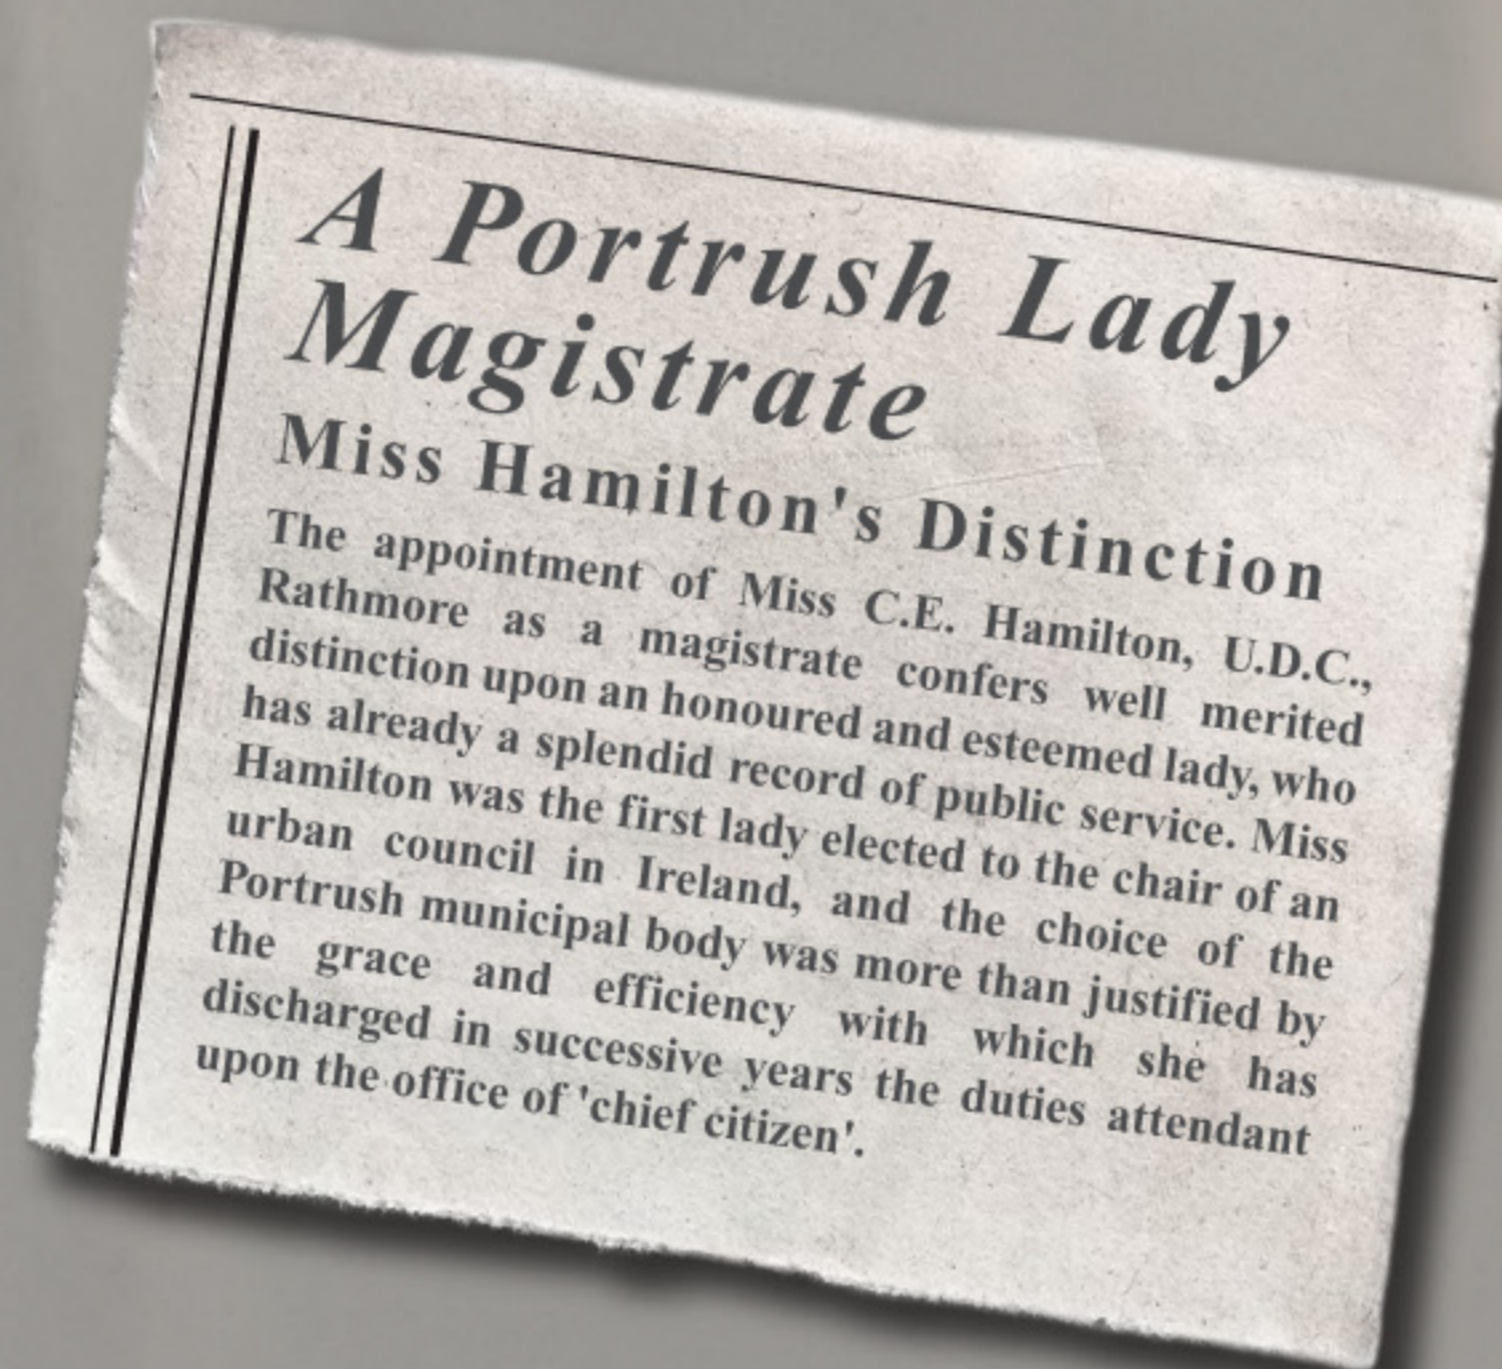 A Portrush Lady
Magistrate
Miss Hamilton's Distinction
The appointment of Miss C.E. Hamilton, U.D.C.,
Rathmore as a magistrate confers well merited
distinction upon an honoured and esteemed lady, who
has already a splendid record of public service. Miss
Hamilton was the first lady elected to the chair of an
urban council in Ireland, and the choice of the
Portrush municipal body was more than justified by
the grace and efficiency with which she has
discharged in successive years the duties attendant
upon the office of 'chief citizen'.